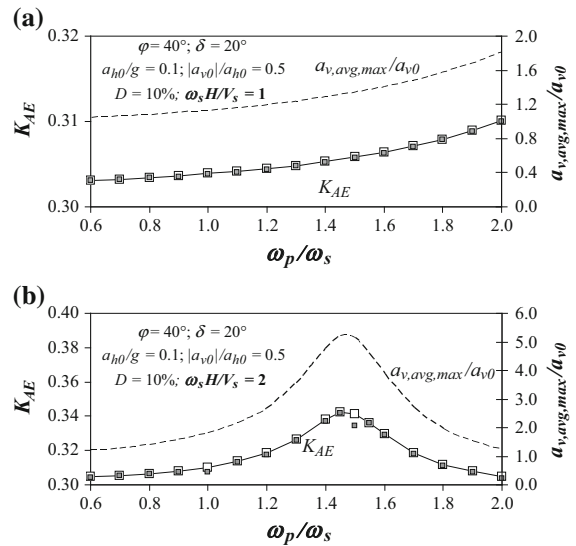 (a)
0.32
0.31
0.30
K_AE
φ= 40°; δ = 20°
a_h0/g = 0.1; |a_v0|/a_h0 = 0.5
D = 10%; ω_sH/V_s = 1
a_v,avg,max/a_v0
K_AE
2.0
1.6
1.2
0.8
0.4
0.0
a_v,avg,max/a_v0
0.6 0.8 1.0 1.2 1.4 1.6 1.8 2.0
ω_p/ω_s
(b)
0.40
0.38
0.36
0.34
0.32
0.30
K_AE
φ= 40°; δ = 20°
a_h0/g = 0.1; |a_v0|/a_h0 = 0.5
D = 10%; ω_sH/V_s = 2
a_v,avg,max/a_v0
K_AE
6.0
5.0
4.0
3.0
2.0
1.0
0.0
a_v,avg,max/a_v0
0.6 0.8 1.0 1.2 1.4 1.6 1.8 2.0
ω_p/ω_s